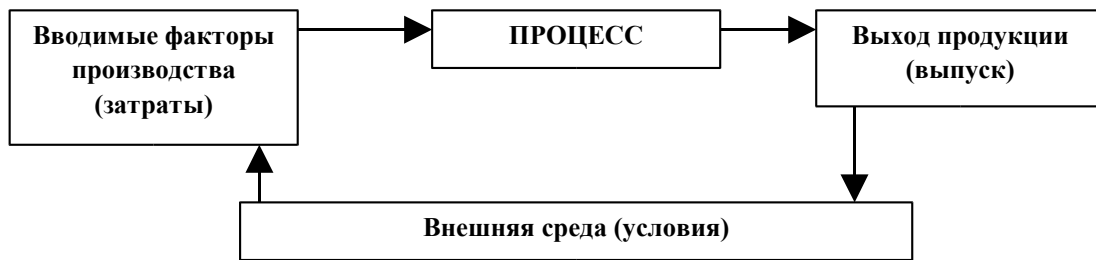 Вводимые факторы
производства
(затраты)
ПРОЦЕСС
Выход продукции
(выпуск)
Внешняя среда (условия)